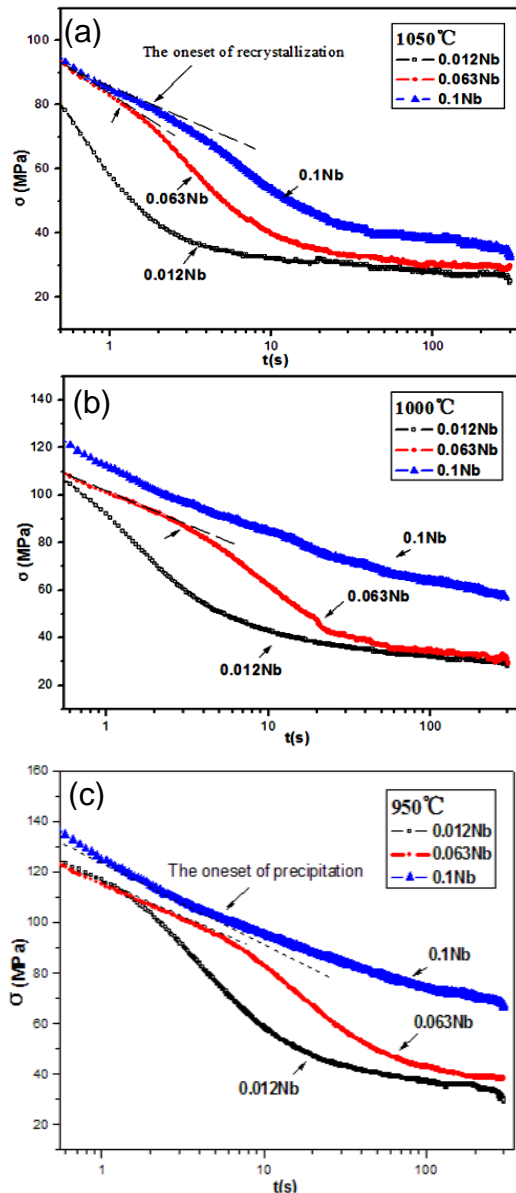 (a)
1050℃
0.012Nb
0.063Nb
0.1Nb
The oneset of recrystallization
0.1Nb
0.063Nb
0.012Nb
σ (MPa)
100
80
60
40
20
1
10
100
t(s)
(b)
1000℃
0.012Nb
0.063Nb
0.1Nb
0.1Nb
0.063Nb
0.012Nb
σ (MPa)
140
120
100
80
60
40
20
1
10
100
t(s)
(c)
950℃
0.012Nb
0.063Nb
0.1Nb
The oneset of precipitation
0.1Nb
0.063Nb
0.012Nb
σ (MPa)
160
140
120
100
80
60
40
20
0
1
10
100
t(s)